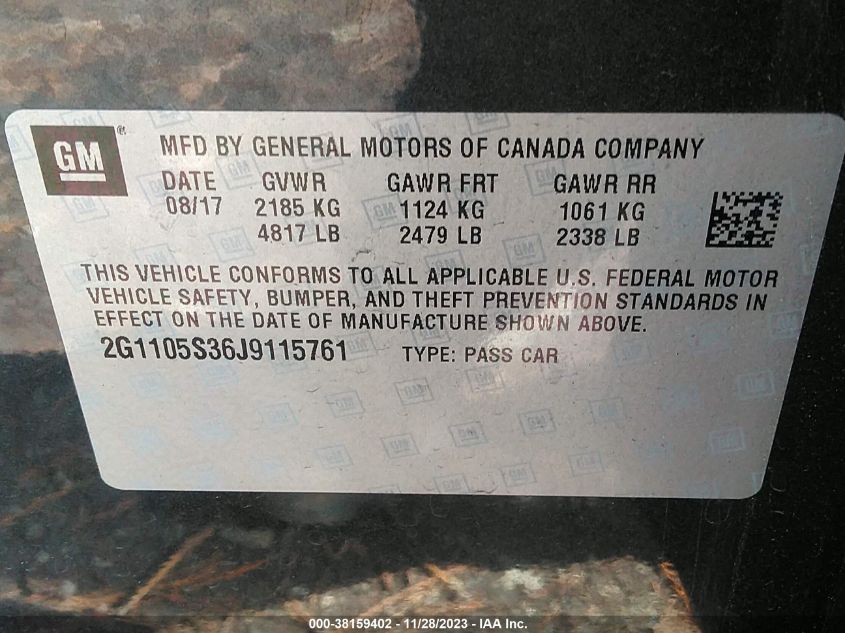 GM ®
MFD BY GENERAL MOTORS OF CANADA COMPANY
DATE GVWR GAWR FRT GAWR RR
08/17 2185 KG 1124 KG 1061 KG
4817 LB 2479 LB 2338 LB
THIS VEHICLE CONFORMS TO ALL APPLICABLE U.S. FEDERAL MOTOR
VEHICLE SAFETY, BUMPER, AND THEFT PREVENTION STANDARDS IN
EFFECT ON THE DATE OF MANUFACTURE SHOWN ABOVE.
2G1105S36J9115761 TYPE: PASS CAR
000-38159402 - 11/28/2023 - IAA Inc.